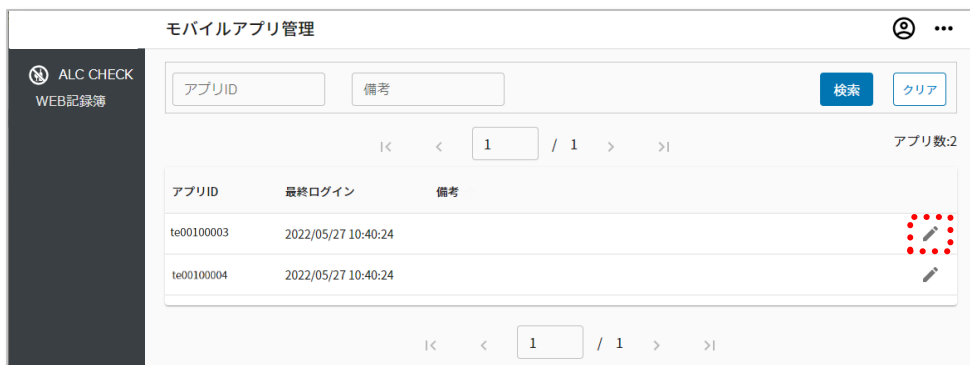 モバイルアプリ管理
ALC CHECK
WEB記録簿
アプリID 備考 検索 クリア
1 / 1
アプリ数:2
アプリID 最終ログイン 備考
te00100003 2022/05/27 10:40:24
te00100004 2022/05/27 10:40:24
1 / 1